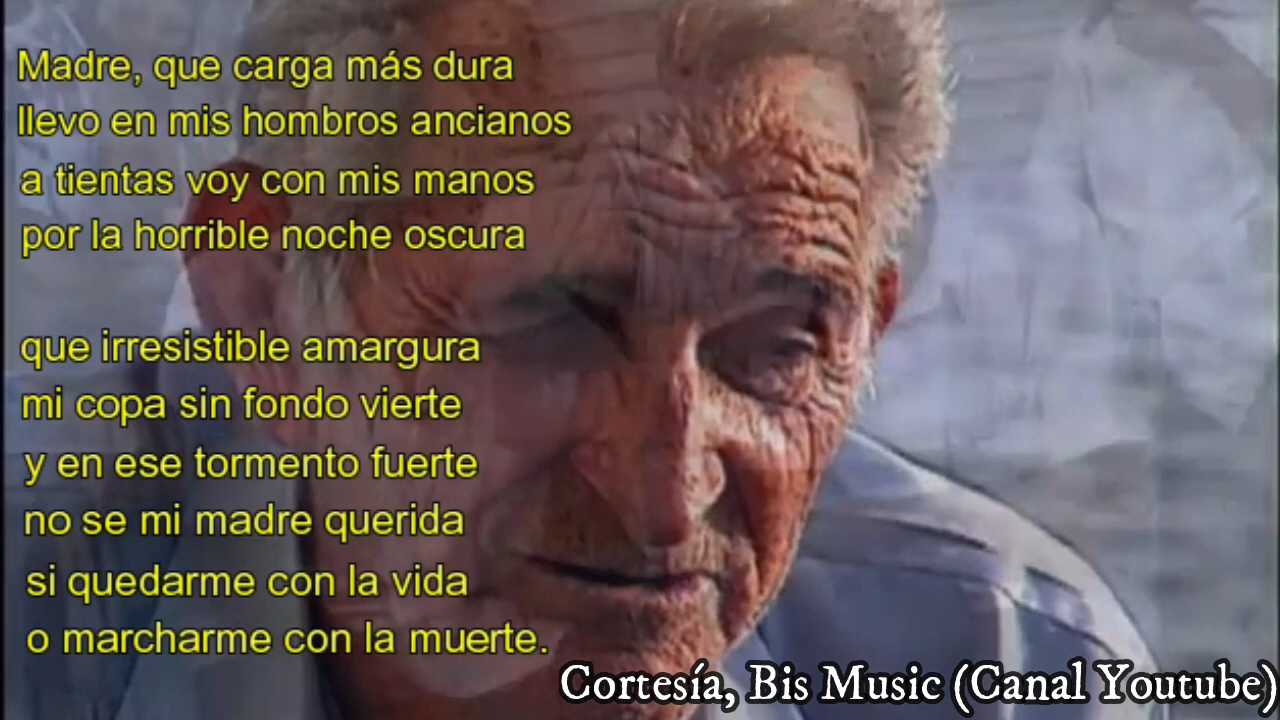 Madre, que carga más dura
llevo en mis hombros ancianos
a tientas voy con mis manos
por la horrible noche oscura
que irresistible amargura
mi copa sin fondo vierte
y en ese tormento fuerte
no se mi madre querida
si quedarme con la vida
o marcharme con la muerte.
Cortesía, Bis Music (Canal Youtube)